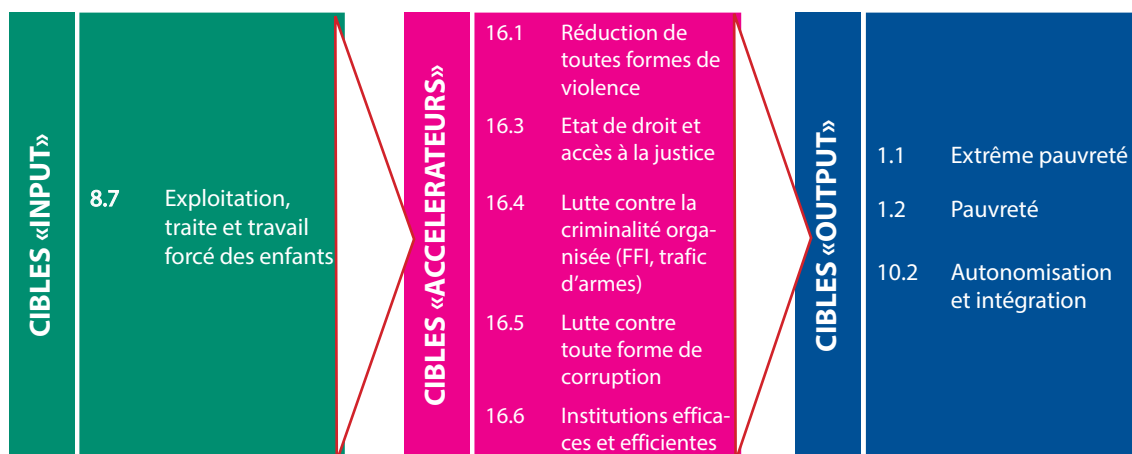 CIBLES «INPUT»
8.7 Exploitation,
traite et travail
forcé des enfants
CIBLES «ACCELERATEURS»
16.1 Réduction de
toutes formes de
violence
16.3 Etat de droit et
accès à la justice
16.4 Lutte contre la
criminalité orga-
nisée (FFI, trafic
d'armes)
16.5 Lutte contre
toute forme de
corruption
16.6 Institutions effica-
ces et efficientes
CIBLES «OUTPUT»
1.1 Extrême pauvreté
1.2 Pauvreté
10.2 Autonomisation
et intégration